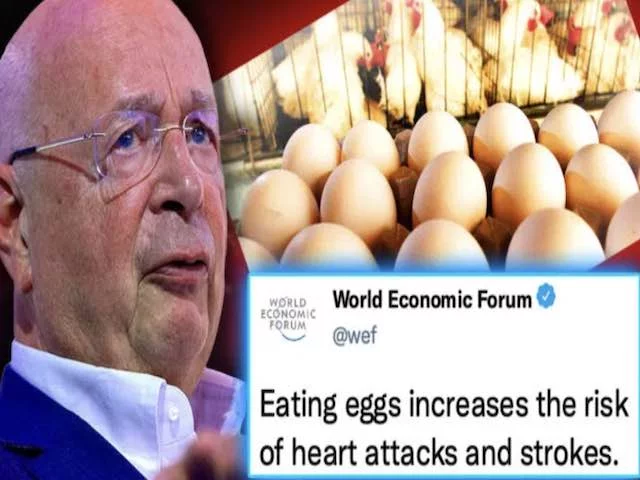 WORLD
ECONOMIC
FORUM
World Economic Forum
@wef
Eating eggs increases the risk
of heart attacks and strokes.